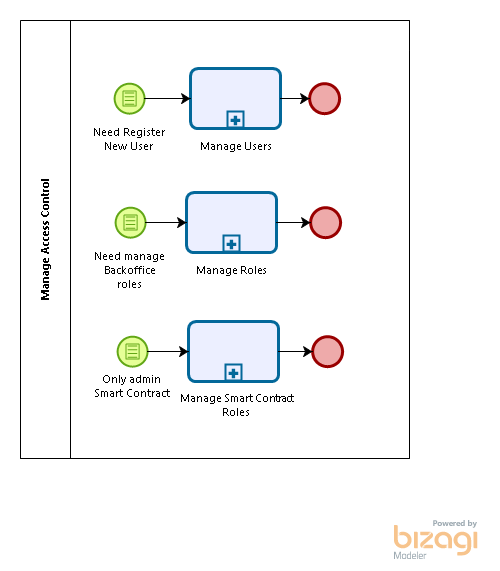 Manage Access Control
Need Register
New User
Manage Users
Need manage
Backoffice
roles
Manage Roles
Only admin
Smart Contract
Manage Smart Contract
Roles
Powered by
bizagi
Modeler